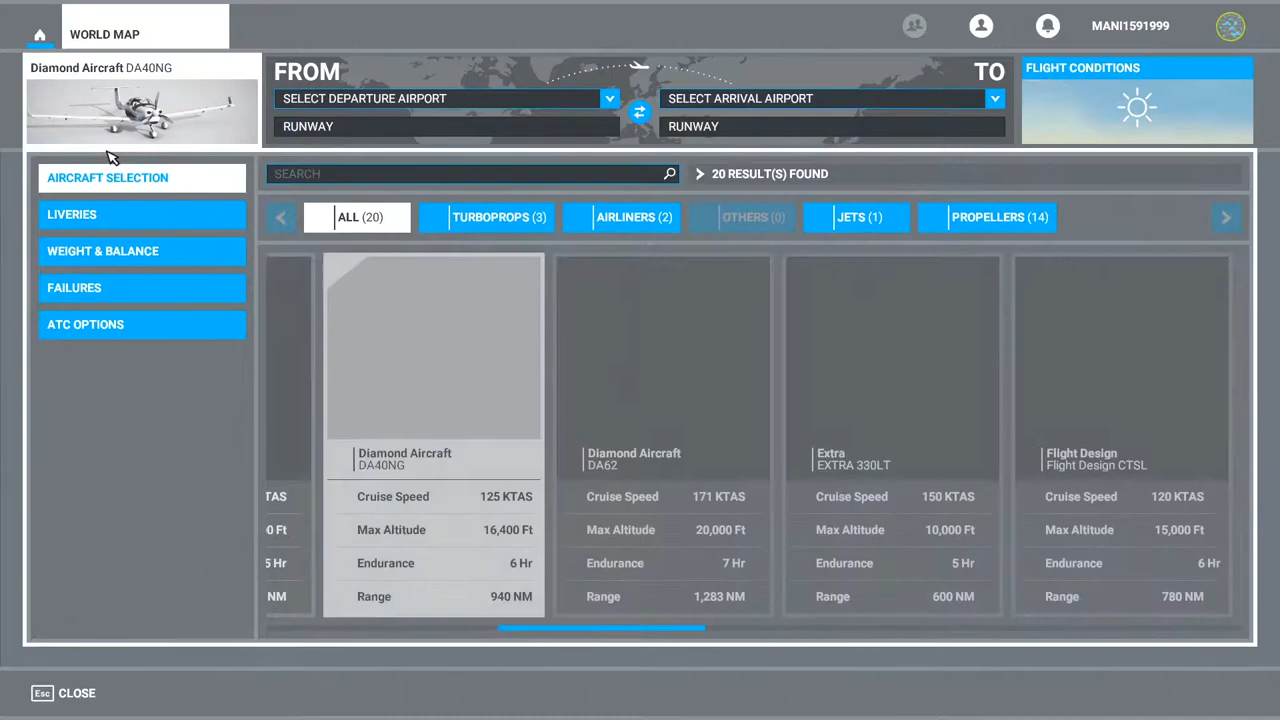 WORLD MAP
MANI1591999
Diamond Aircraft DA40NG
FROM
TO
SELECT DEPARTURE AIRPORT
SELECT ARRIVAL AIRPORT
RUNWAY
RUNWAY
FLIGHT CONDITIONS
AIRCRAFT SELECTION
LIVERIES
WEIGHT & BALANCE
FAILURES
ATC OPTIONS
SEARCH
20 RESULT(S) FOUND
ALL (20)
TURBOPROPS (3)
AIRLINERS (2)
OTHERS (0)
JETS (1)
PROPELLERS (14)
TAS
0 Ft
5 Hr
NM
Diamond Aircraft
DA40NG
Cruise Speed 125 KTAS
Max Altitude 16,400 Ft
Endurance 6 Hr
Range 940 NM
Diamond Aircraft
DA62
Cruise Speed 171 KTAS
Max Altitude 20,000 Ft
Endurance 7 Hr
Range 1,283 NM
Extra
EXTRA 330LT
Cruise Speed 150 KTAS
Max Altitude 10,000 Ft
Endurance 5 Hr
Range 600 NM
Flight Design
Flight Design CTSL
Cruise Speed 120 KTAS
Max Altitude 15,000 Ft
Endurance 6 Hr
Range 780 NM
Esc CLOSE